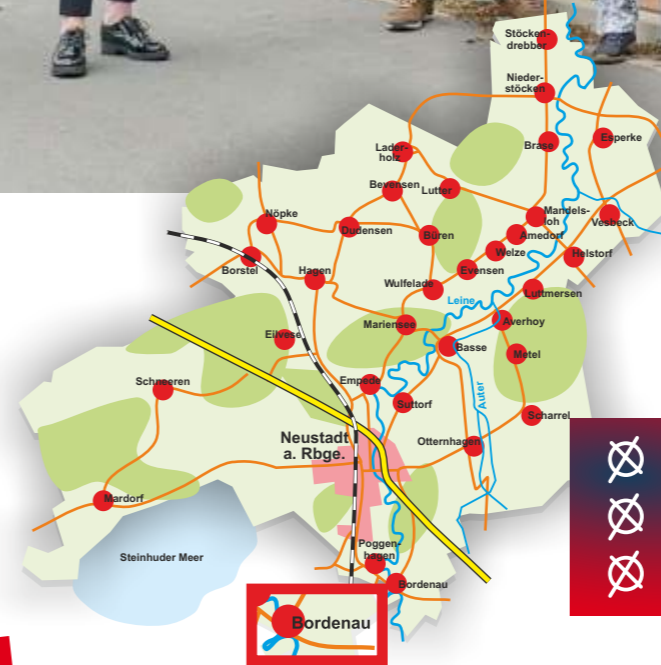 Stöcken-
drebber
Nieder-
stöcken
Brase
Esperke
Lader-
holz
Bevensen
Lutter
Nöpke
Dudensen
Büren
Mandels-
loh
Vesbeck
Amedorf
Welze
Helstorf
Borstel
Hagen
Evensen
Wulfelade
Luttmersen
Leine
Mariensee
Averhoy
Eilvese
Basse
Metel
Schneeren
Empede
Suttorf
Auter
Scharrel
Neustadt
a. Rbge.
Otternhagen
Mardorf
Steinhuder Meer
Poggen-
hagen
Bordenau
Bordenau